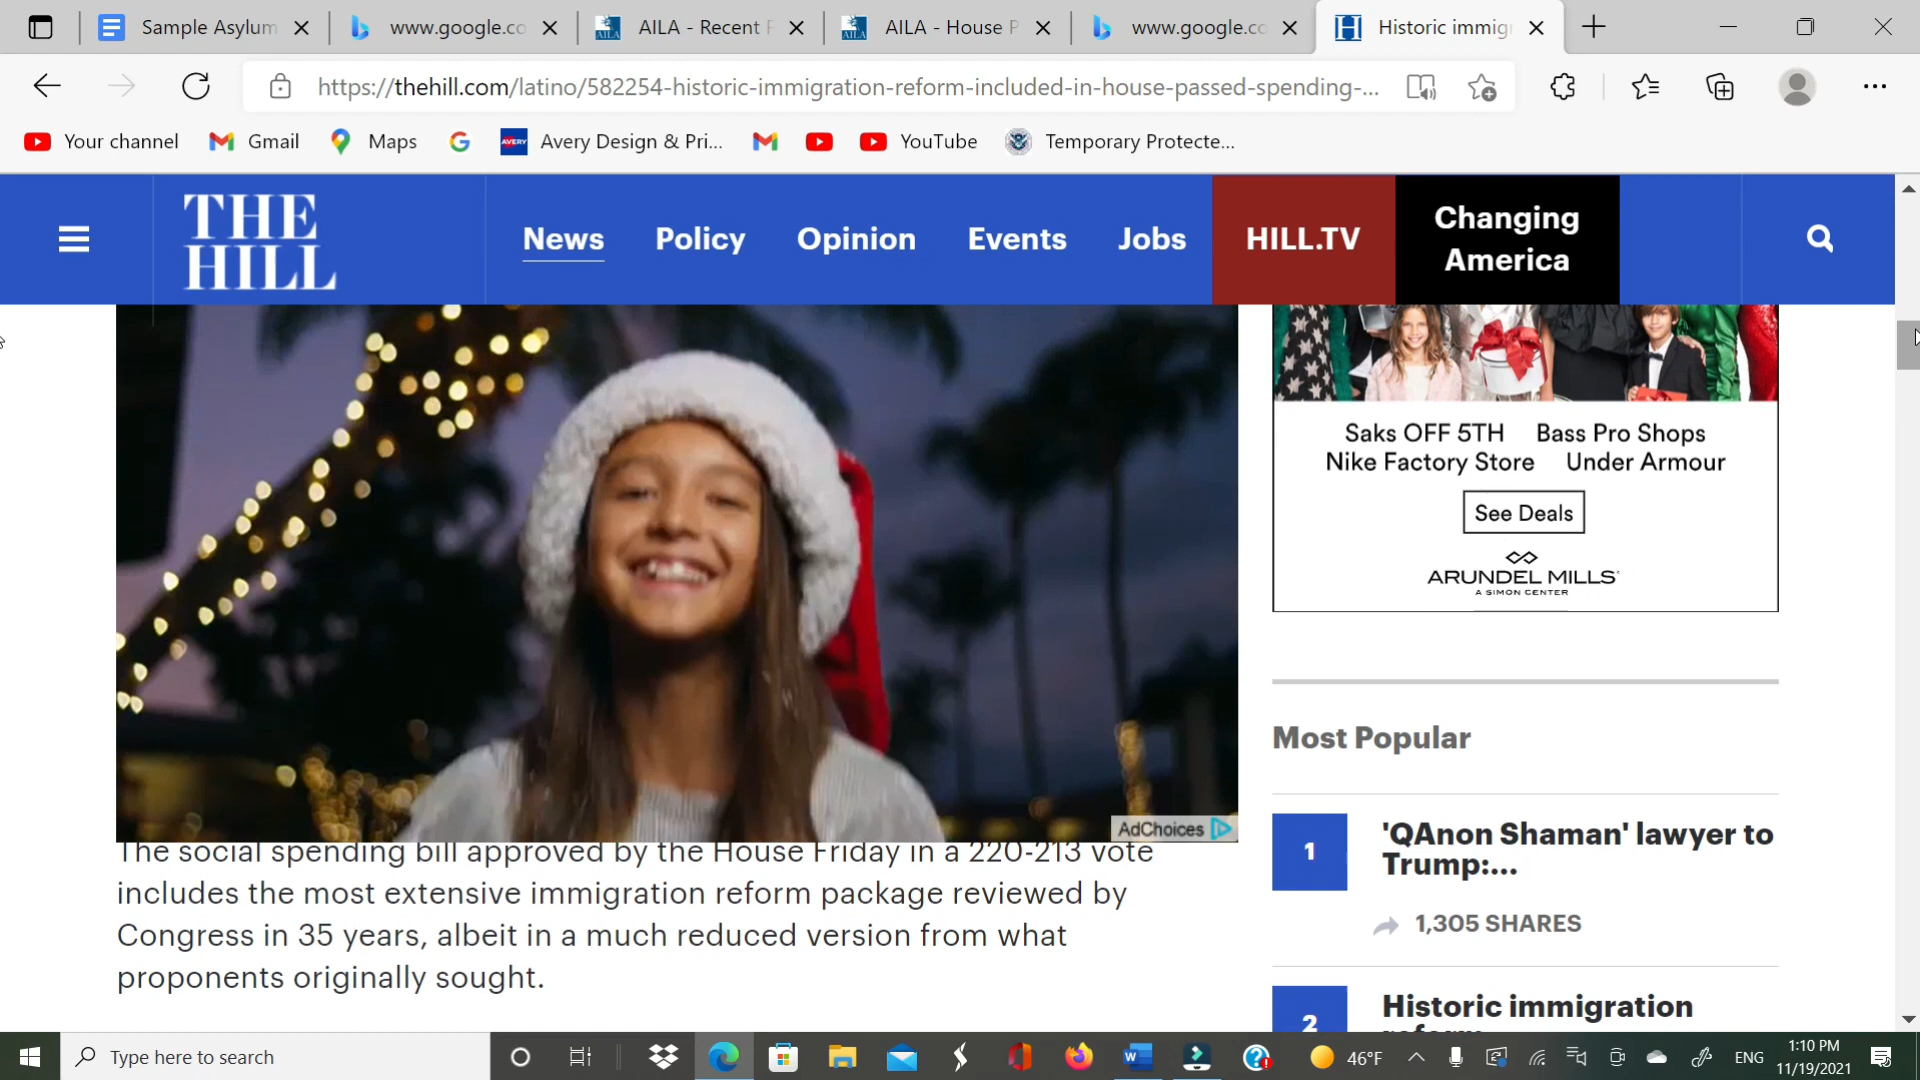 Sample Asylum
www.google.co
AILA - Recent
AILA - House P
www.google.co
Historic immig
https://thehill.com/latino/582254-historic-immigration-reform-included-in-house-passed-spending-...
Your channel
Gmail
Maps
AVERY
Avery Design & Pri...
YouTube
Temporary Protecte...
THE
HILL
News
Policy
Opinion
Events
Jobs
HILL.TV
Changing
America
Saks OFF 5TH Bass Pro Shops
Nike Factory Store Under Armour
See Deals
ARUNDEL MILLS
A SIMON CENTER
AdChoices
The social spending bill approved by the House Friday in a 220-213 vote
includes the most extensive immigration reform package reviewed by
Congress in 35 years, albeit in a much reduced version from what
proponents originally sought.
Most Popular
1
'QAnon Shaman' lawyer to
Trump:...
1,305 SHARES
2
Historic immigration
reform
Type here to search
46°F
ENG
1:10 PM
11/19/2021